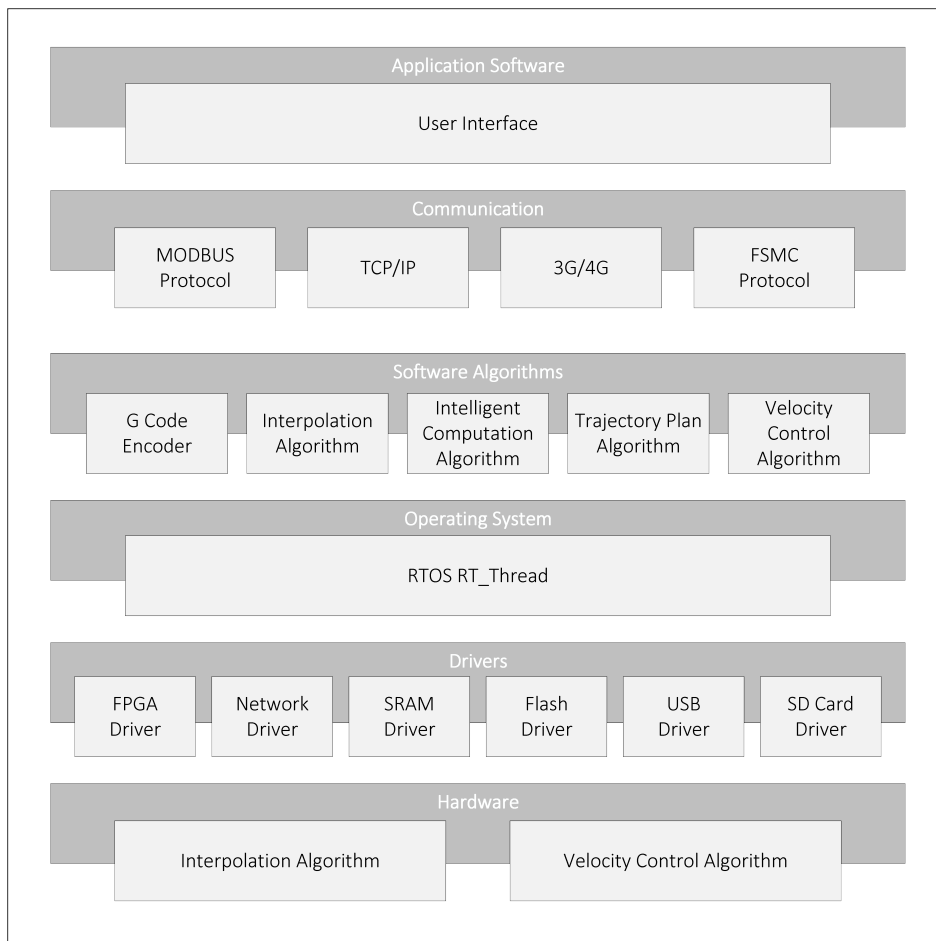 Application Software
User Interface
Communication
MODBUS
Protocol
TCP/IP
3G/4G
FSMC
Protocol
Software Algorithms
G Code
Encoder
Interpolation
Algorithm
Intelligent
Computation
Algorithm
Trajectory Plan
Algorithm
Velocity
Control
Algorithm
Operating System
RTOS RT_Thread
Drivers
FPGA
Driver
Network
Driver
SRAM
Driver
Flash
Driver
USB
Driver
SD Card
Driver
Hardware
Interpolation Algorithm
Velocity Control Algorithm